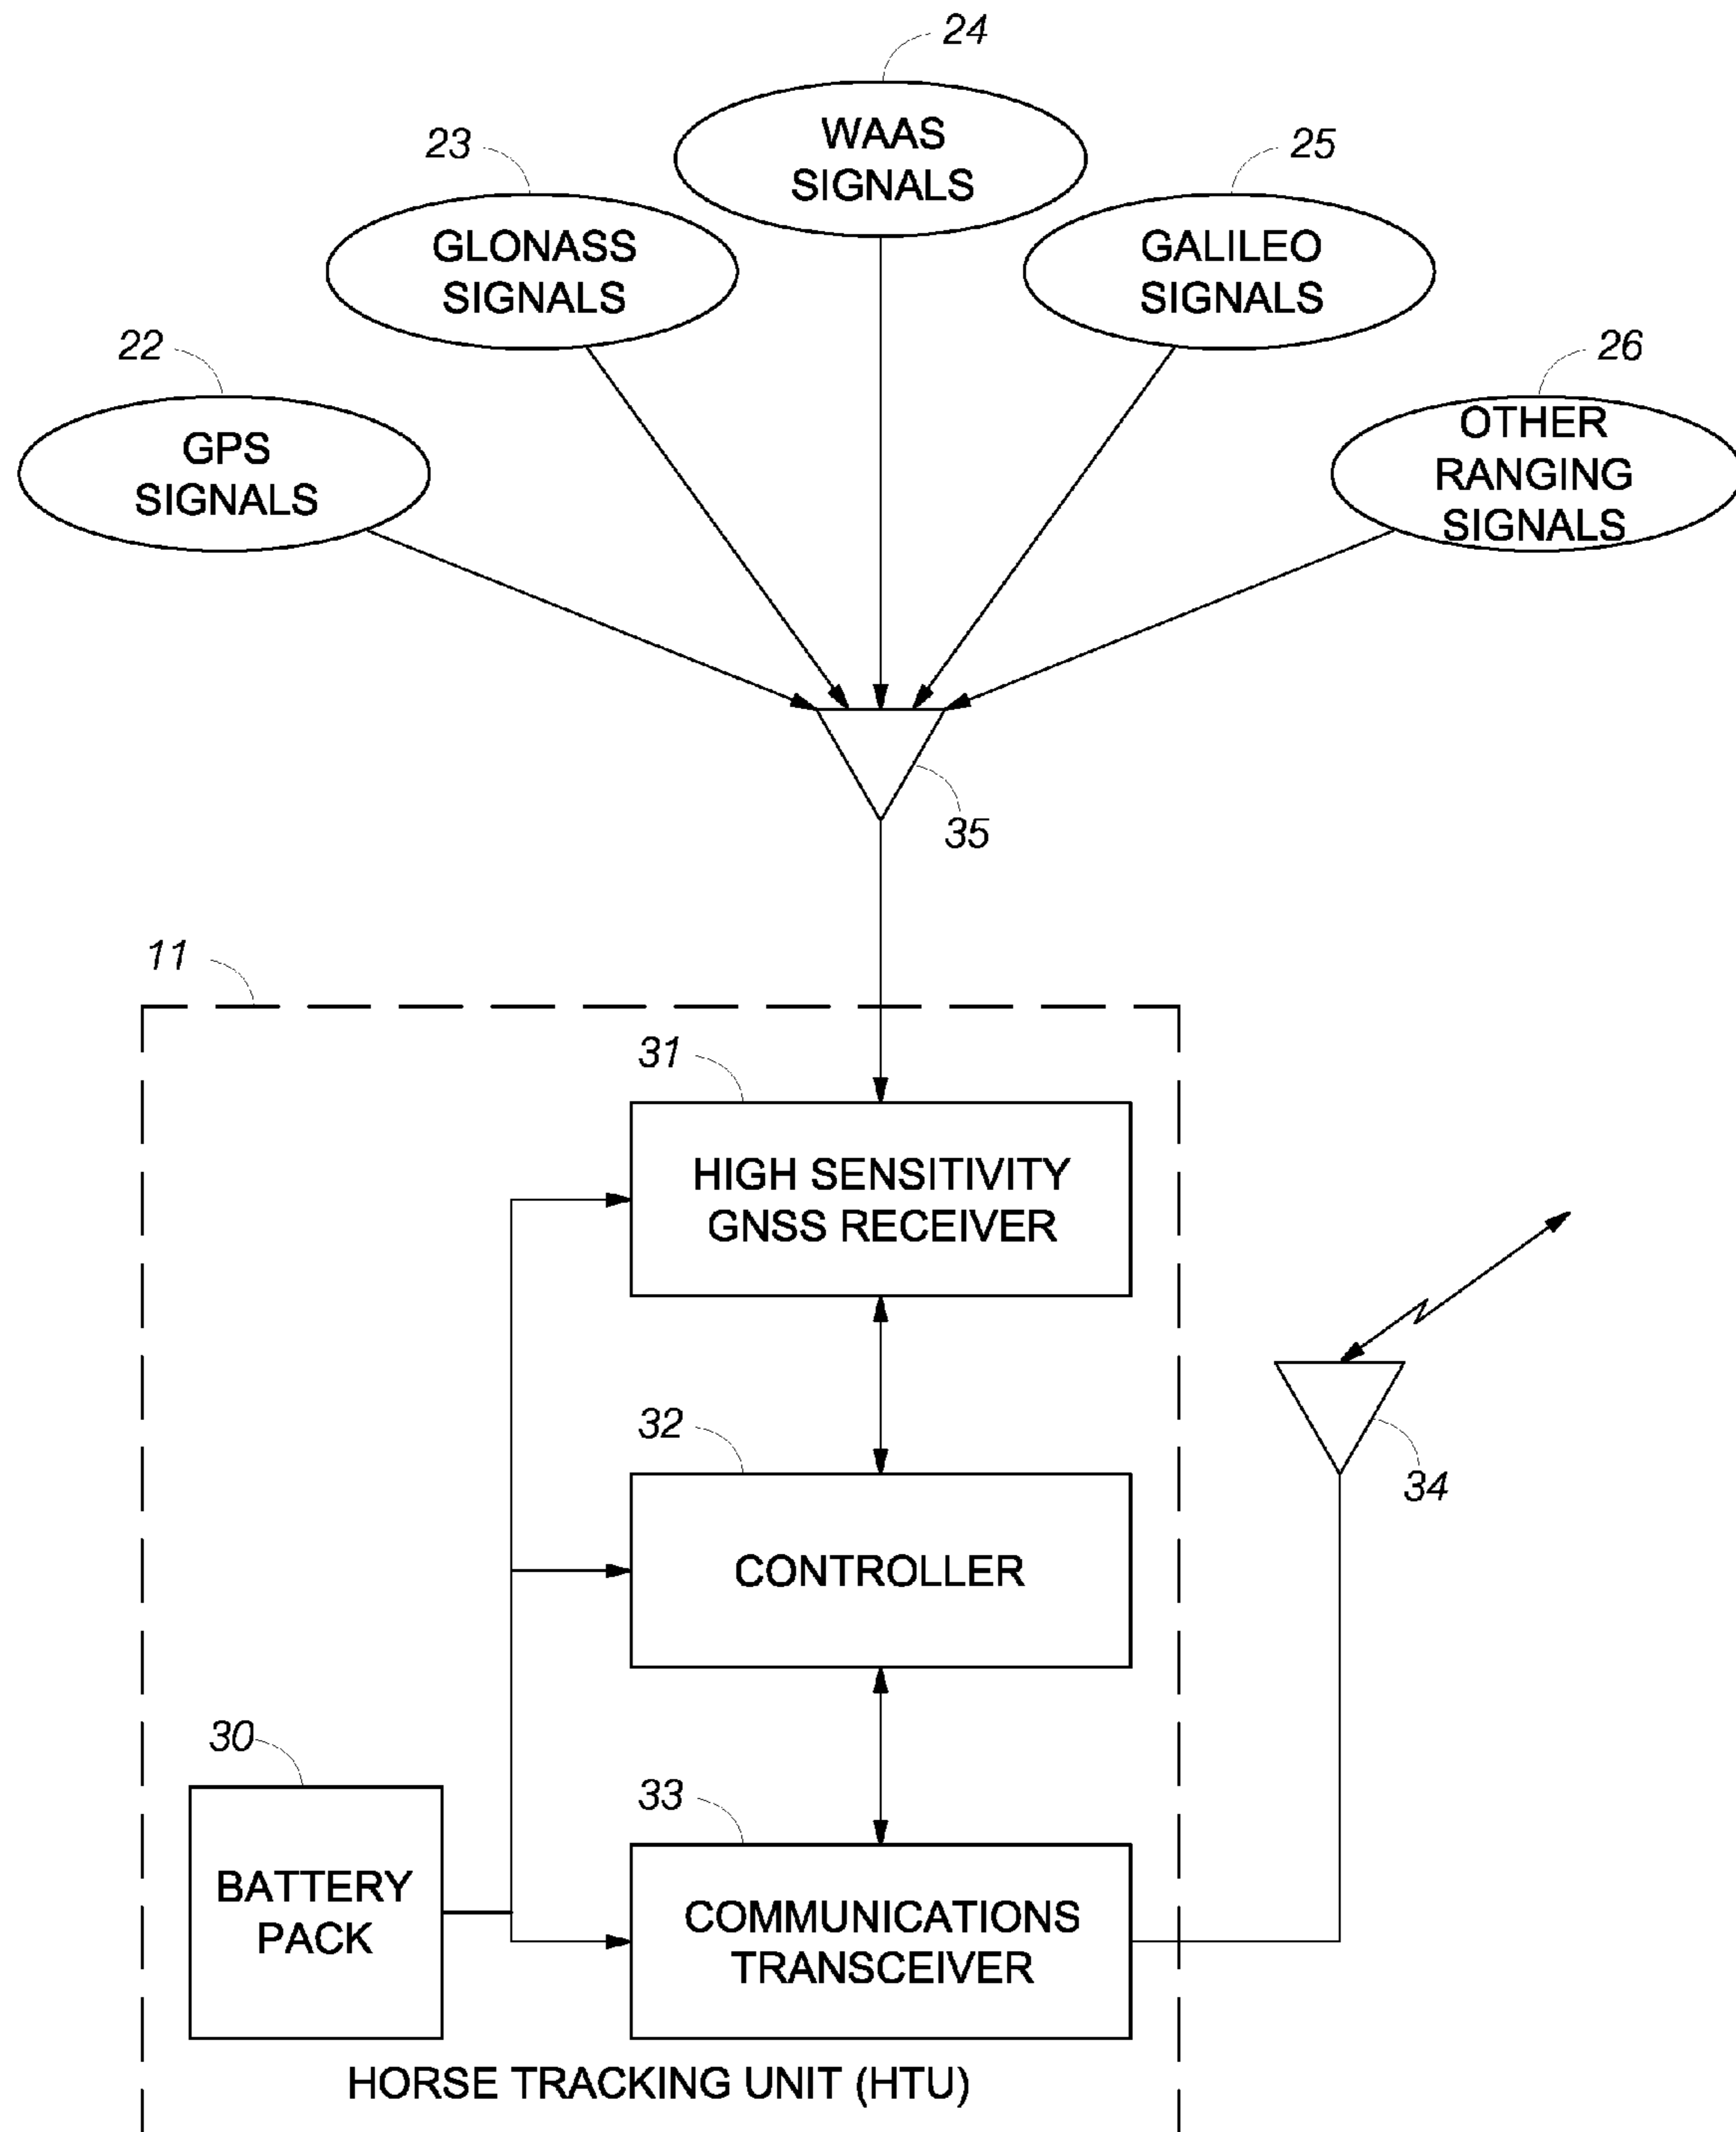 24
WAAS
SIGNALS
23
GLONASS
SIGNALS
25
GALILEO
SIGNALS
22
GPS
SIGNALS
26
OTHER
RANGING
SIGNALS
35
11
31
HIGH SENSITIVITY
GNSS RECEIVER
32
CONTROLLER
34
30
BATTERY
PACK
33
COMMUNICATIONS
TRANSCEIVER
HORSE TRACKING UNIT (HTU)